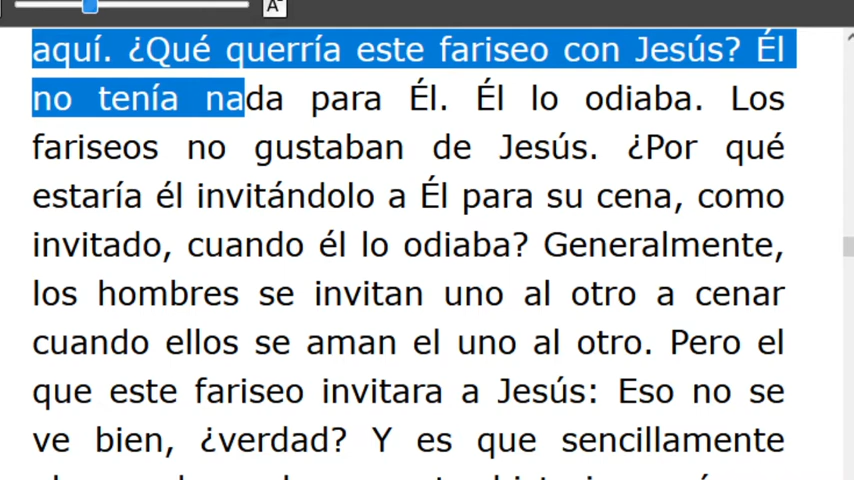 A
aquí. ¿Qué querría este fariseo con Jesús? Él
no tenía nada para Él. Él lo odiaba. Los
fariseos no gustaban de Jesús. ¿Por qué
estaría él invitándolo a Él para su cena, como
invitado, cuando él lo odiaba? Generalmente,
los hombres se invitan uno al otro a cenar
cuando ellos se aman el uno al otro. Pero el
que este fariseo invitara a Jesús: Eso no se
ve bien, ¿verdad? Y es que sencillamente